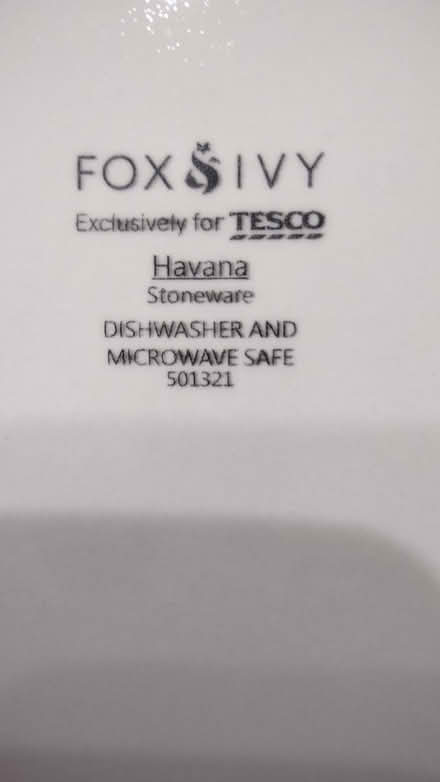 FOX & IVY
Exclusively for TESCO
Havana
Stoneware
DISHWASHER AND
MICROWAVE SAFE
501321